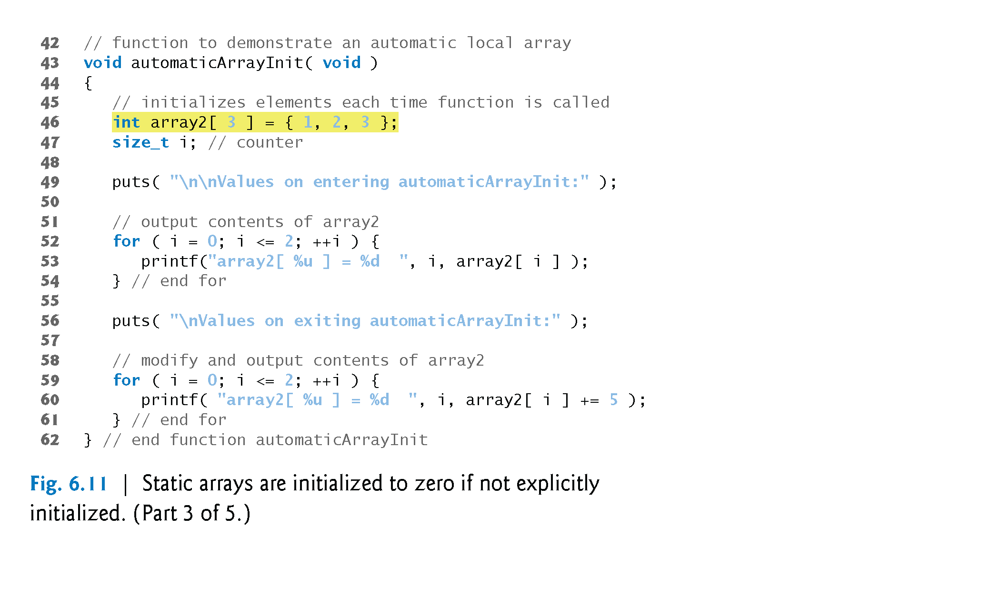 42 // function to demonstrate an automatic local array
43 void automaticArrayInit( void )
44 {
45    // initializes elements each time function is called
46    int array2[ 3 ] = { 1, 2, 3 };
47    size_t i; // counter
48
49    puts( "\n\nValues on entering automaticArrayInit:" );
50
51    // output contents of array2
52    for ( i = 0; i <= 2; ++i ) {
53       printf("array2[ %u ] = %d  ", i, array2[ i ] );
54    } // end for
55
56    puts( "\nValues on exiting automaticArrayInit:" );
57
58    // modify and output contents of array2
59    for ( i = 0; i <= 2; ++i ) {
60       printf( "array2[ %u ] = %d  ", i, array2[ i ] += 5 );
61    } // end for
62 } // end function automaticArrayInit
Fig. 6.11 | Static arrays are initialized to zero if not explicitly
initialized. (Part 3 of 5.)